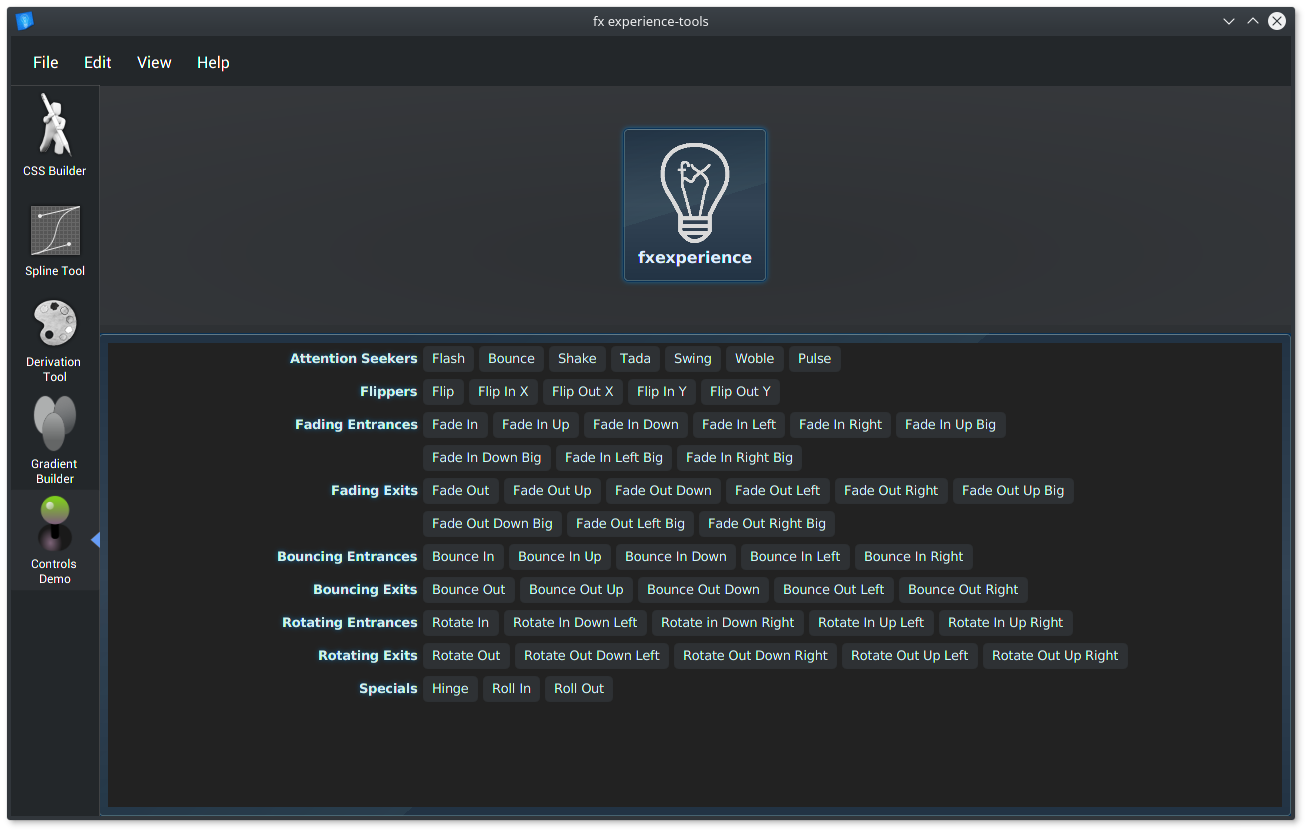 fx experience-tools
File Edit View Help
CSS Builder
Spline Tool
Derivation
Tool
Gradient
Builder
Controls
Demo
fx
fxexperience
Attention Seekers Flash Bounce Shake Tada Swing Woble Pulse
Flippers Flip Flip In X Flip Out X Flip In Y Flip Out Y
Fading Entrances Fade In Fade In Up Fade In Down Fade In Left Fade In Right Fade In Up Big
Fade In Down Big Fade In Left Big Fade In Right Big
Fading Exits Fade Out Fade Out Up Fade Out Down Fade Out Left Fade Out Right Fade Out Up Big
Fade Out Down Big Fade Out Left Big Fade Out Right Big
Bouncing Entrances Bounce In Bounce In Up Bounce In Down Bounce In Left Bounce In Right
Bouncing Exits Bounce Out Bounce Out Up Bounce Out Down Bounce Out Left Bounce Out Right
Rotating Entrances Rotate In Rotate In Down Left Rotate in Down Right Rotate In Up Left Rotate In Up Right
Rotating Exits Rotate Out Rotate Out Down Left Rotate Out Down Right Rotate Out Up Left Rotate Out Up Right
Specials Hinge Roll In Roll Out